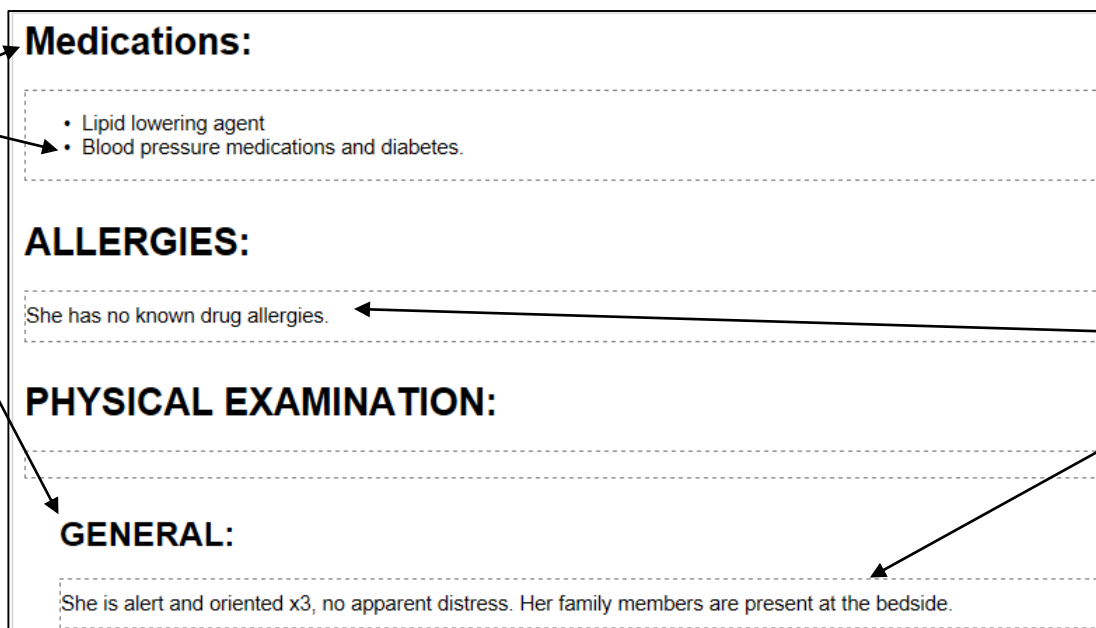 Medications:
• Lipid lowering agent
• Blood pressure medications and diabetes.
ALLERGIES:
She has no known drug allergies.
PHYSICAL EXAMINATION:
GENERAL:
She is alert and oriented x3, no apparent distress. Her family members are present at the bedside.